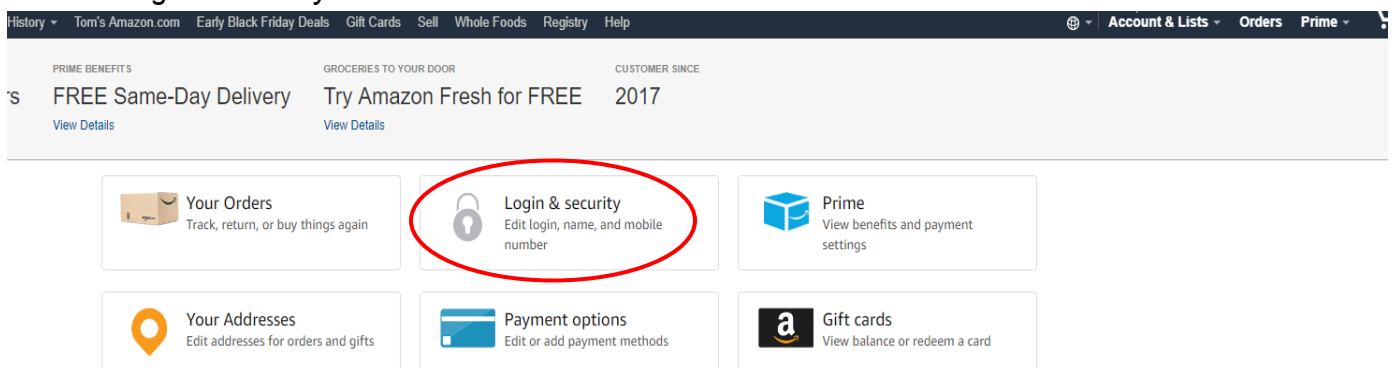 History Tom's Amazon.com Early Black Friday Deals Gift Cards Sell Whole Foods Registry Help Account & Lists Orders Prime
PRIME BENEFITS GROCERIES TO YOUR DOOR CUSTOMER SINCE
FREE Same-Day Delivery Try Amazon Fresh for FREE 2017
View Details View Details
Your Orders
Track, return, or buy things again
Login & security
Edit login, name, and mobile
number
Prime
View benefits and payment
settings
Your Addresses
Edit addresses for orders and gifts
Payment options
Edit or add payment methods
a
Gift cards
View balance or redeem a card